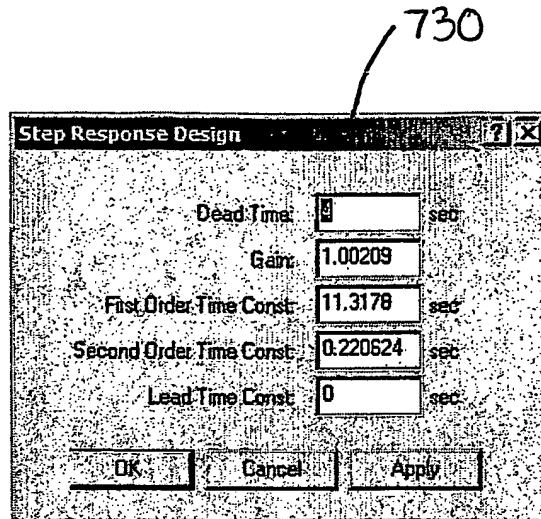 730
Step Response Design ? X
Dead Time: sec
Gain: 1.00209
First Order Time Const: 11.3178 sec
Second Order Time Const: 0.220624 sec
Lead Time Const: 0 sec
OK Cancel Apply